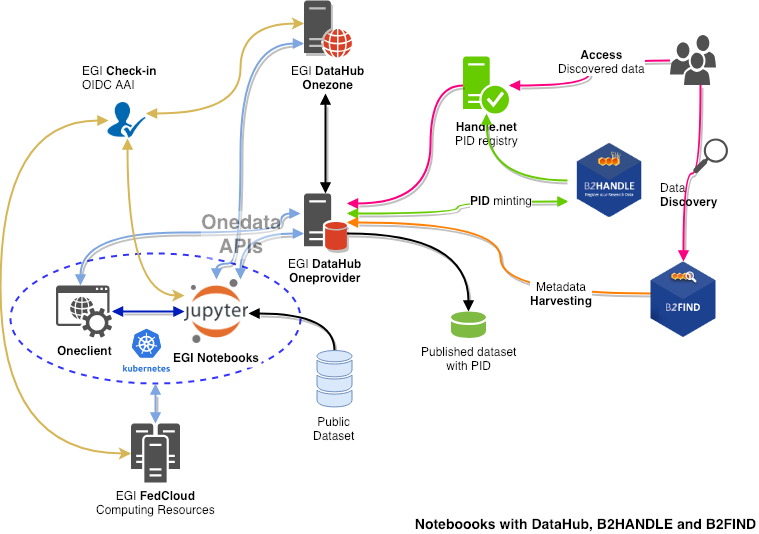 EGI Check-in
OIDC AAI
EGI DataHub
Onezone
Access
Discovered data
Handle.net
PID registry
B2HANDLE
PID minting
Data
Discovery
Onedata
APIs
EGI DataHub
Oneprovider
Metadata
Harvesting
B2FIND
Oneclient
jupyter
EGI Notebooks
kubernetes
Published dataset
with PID
Public
Dataset
EGI FedCloud
Computing Resources
Noteboooks with DataHub, B2HANDLE and B2FIND